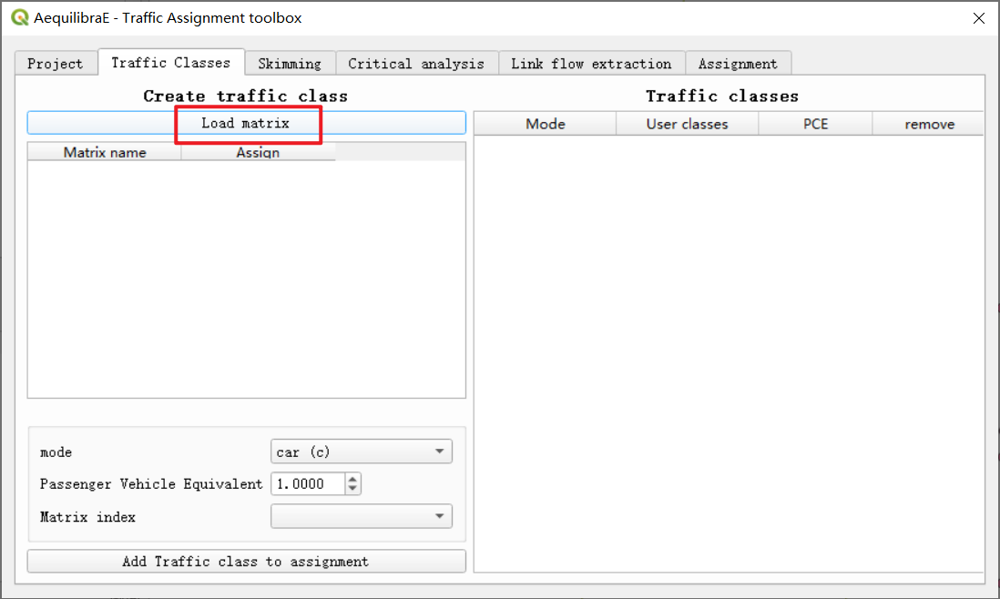 AequilibraE - Traffic Assignment toolbox
Project Traffic Classes Skimming Critical analysis Link flow extraction Assignment
Create traffic class
Load matrix
Matrix name Assign
mode car (c)
Passenger Vehicle Equivalent 1.0000
Matrix index
Add Traffic class to assignment
Traffic classes
Mode User classes PCE remove